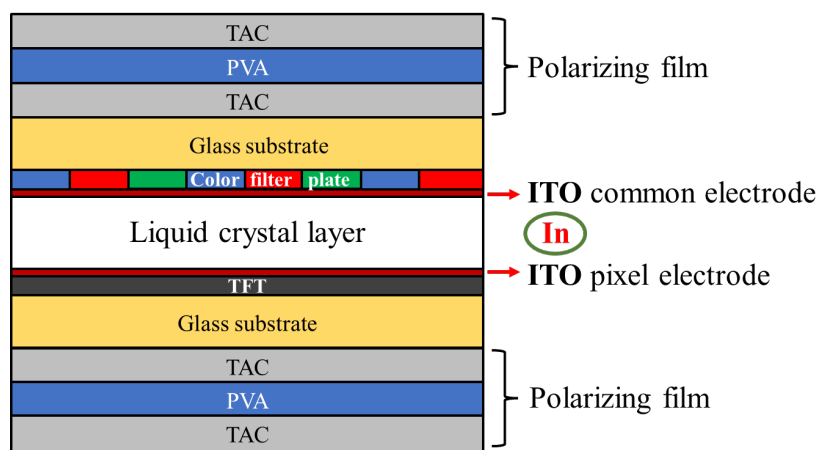 TAC
PVA
TAC
Polarizing film
Glass substrate
Color filter plate
ITO common electrode
Liquid crystal layer
In
ITO pixel electrode
TFT
Glass substrate
TAC
PVA
TAC
Polarizing film